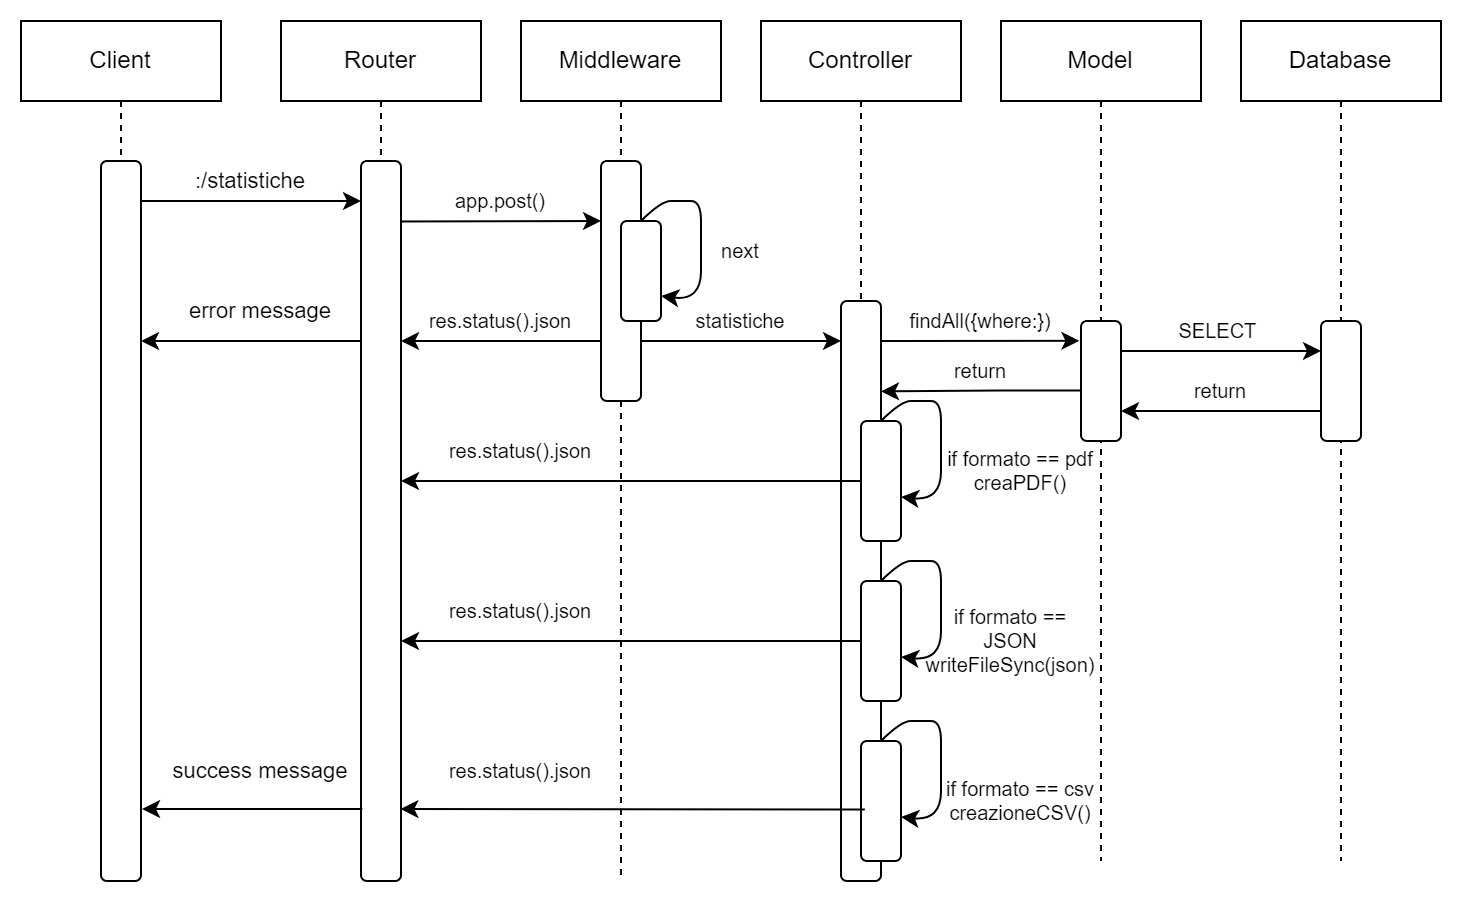 Client
Router
Middleware
Controller
Model
Database
:/statistiche
app.post()
next
error message
res.status().json
statistiche
findAll({where:})
SELECT
return
return
res.status().json
if formato == pdf
creaPDF()
res.status().json
if formato ==
JSON
writeFileSync(json)
success message
res.status().json
if formato == csv
creazioneCSV()